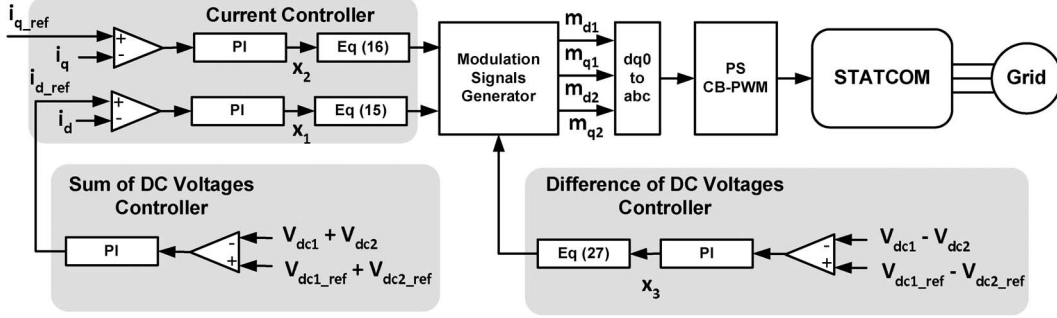 Current Controller
i_q_ref
+
-
i_q
PI
x_2
Eq (16)
i_d_ref
+
-
i_d
PI
x_1
Eq (15)
Modulation
Signals
Generator
m_d1
m_q1
m_d2
m_q2
dq0
to
abc
PS
CB-PWM
STATCOM
Grid
Sum of DC Voltages
Controller
PI
-
+
V_dc1 + V_dc2
V_dc1_ref + V_dc2_ref
Difference of DC Voltages
Controller
Eq (27)
x_3
PI
-
+
V_dc1 - V_dc2
V_dc1_ref - V_dc2_ref